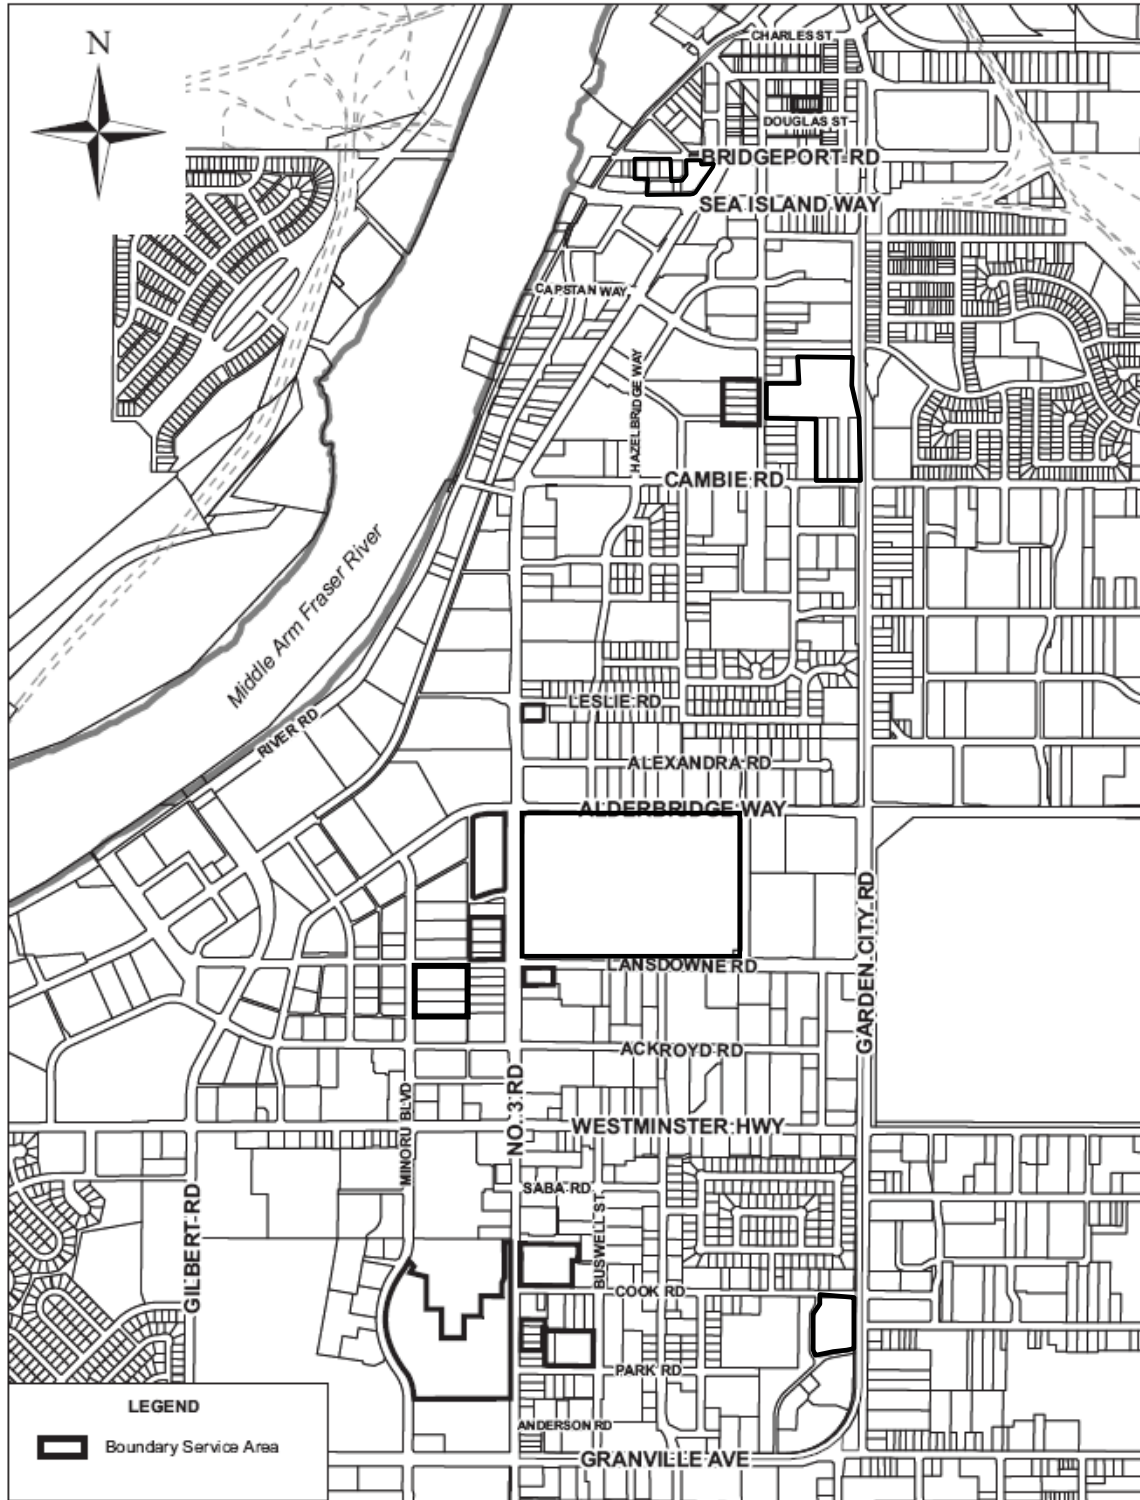 N
CHARLES ST
DOUGLAS ST
BRIDGEPORT RD
SEA ISLAND WAY
CAPSTAN WAY
HAZELBRIDGE WAY
CAMBIE RD
Middle Arm Fraser River
RIVER RD
LESLIE RD
ALEXANDRA RD
ALDERBRIDGE WAY
GARDEN CITY RD
LANSDOWNE RD
ACKROYD RD
NO. 3 RD
MINORU BLVD
WESTMINSTER HWY
SABA RD
GILBERT RD
BUSWELL ST
COOK RD
PARK RD
ANDERSON RD
GRANVILLE AVE
LEGEND
Boundary Service Area